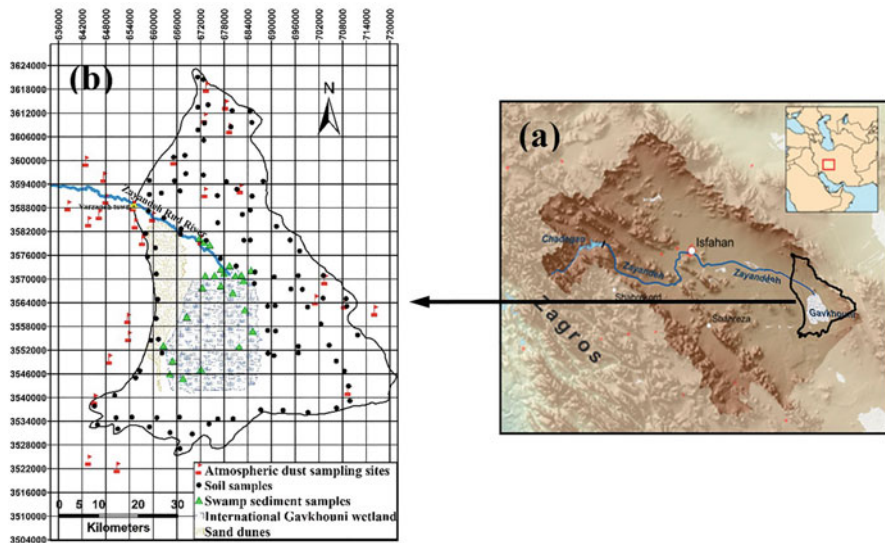 636000 642000 648000 654000 660000 666000 672000 678000 684000 690000 696000 702000 708000 714000 720000
3624000
(b)
N
3618000
3612000
3606000
3600000
3594000
Zayandeh Rud River
3588000
Varzaneh town
3582000
3576000
3570000
3564000
3558000
3552000
3546000
3540000
3534000
3528000
3522000
3516000
3510000
3504000
Atmospheric dust sampling sites
Soil samples
Swamp sediment samples
International Gavkhouni wetland
Sand dunes
0 5 10 20 30
Kilometers
(a)
Isfahan
Zayandeh
Zayandeh
Gavkhouni
Shahreza
Zagros